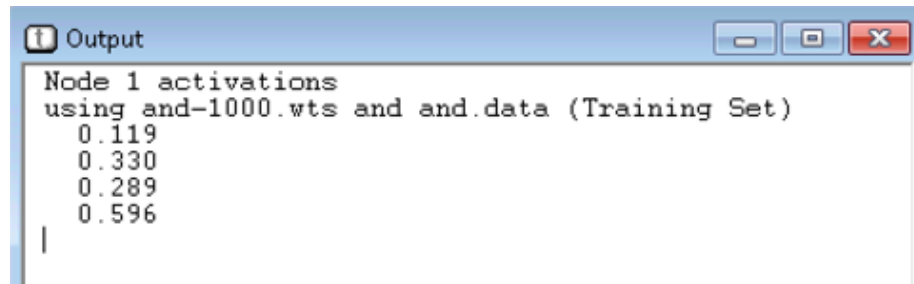 Output
Node 1 activations
using and-1000.wts and and.data (Training Set)
0.119
0.330
0.289
0.596